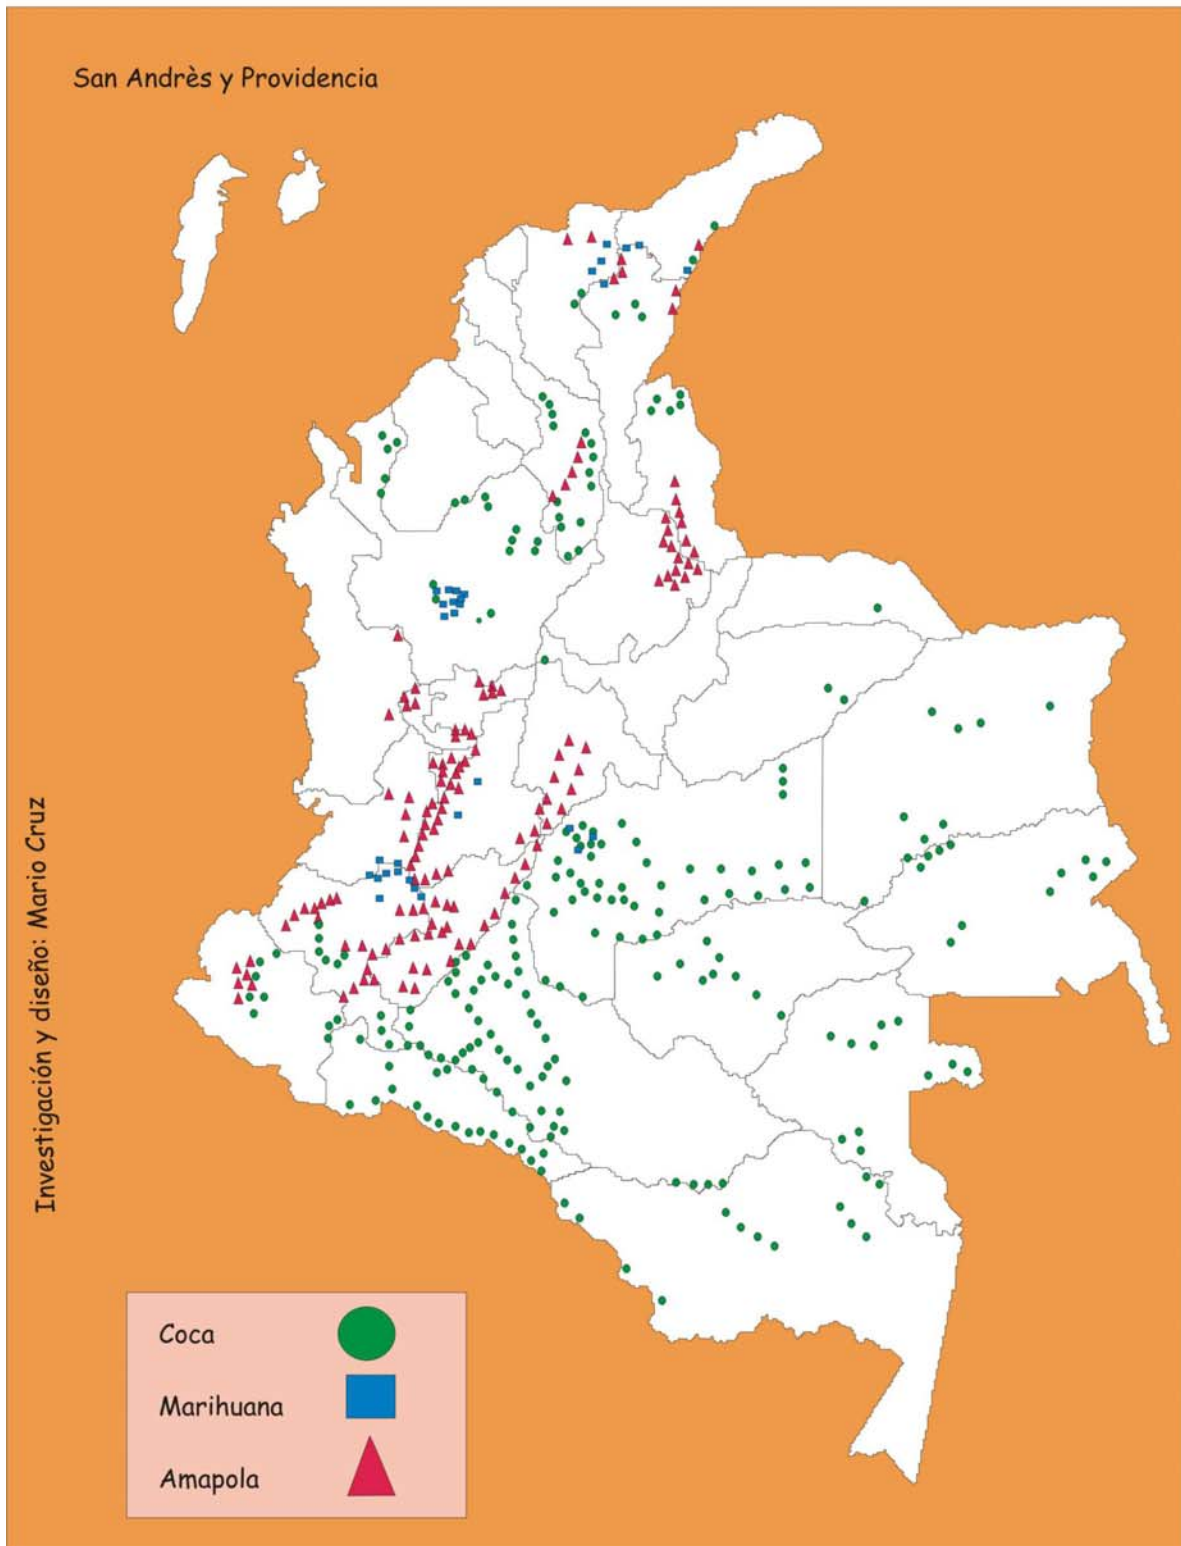 San Andrès y Providencia
Investigación y diseño: Mario Cruz
Coca
Marihuana
Amapola